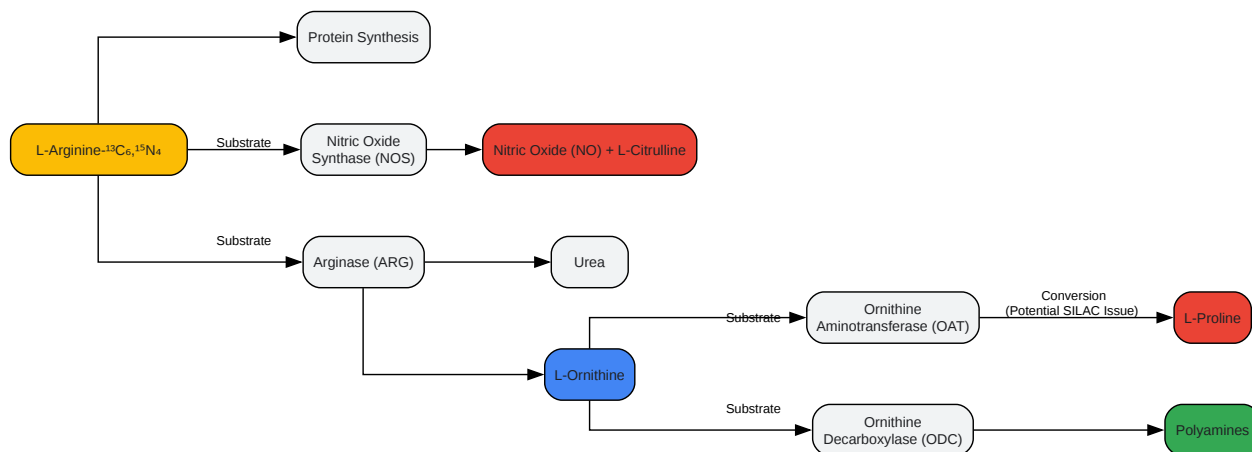 Protein Synthesis
L-Arginine-¹³C₆,¹⁵N₄
Substrate
Nitric Oxide
Synthase (NOS)
Nitric Oxide (NO) + L-Citrulline
Substrate
Arginase (ARG)
Urea
L-Ornithine
Substrate
Ornithine
Aminotransferase (OAT)
Conversion
(Potential SILAC Issue)
L-Proline
Substrate
Ornithine
Decarboxylase (ODC)
Polyamines